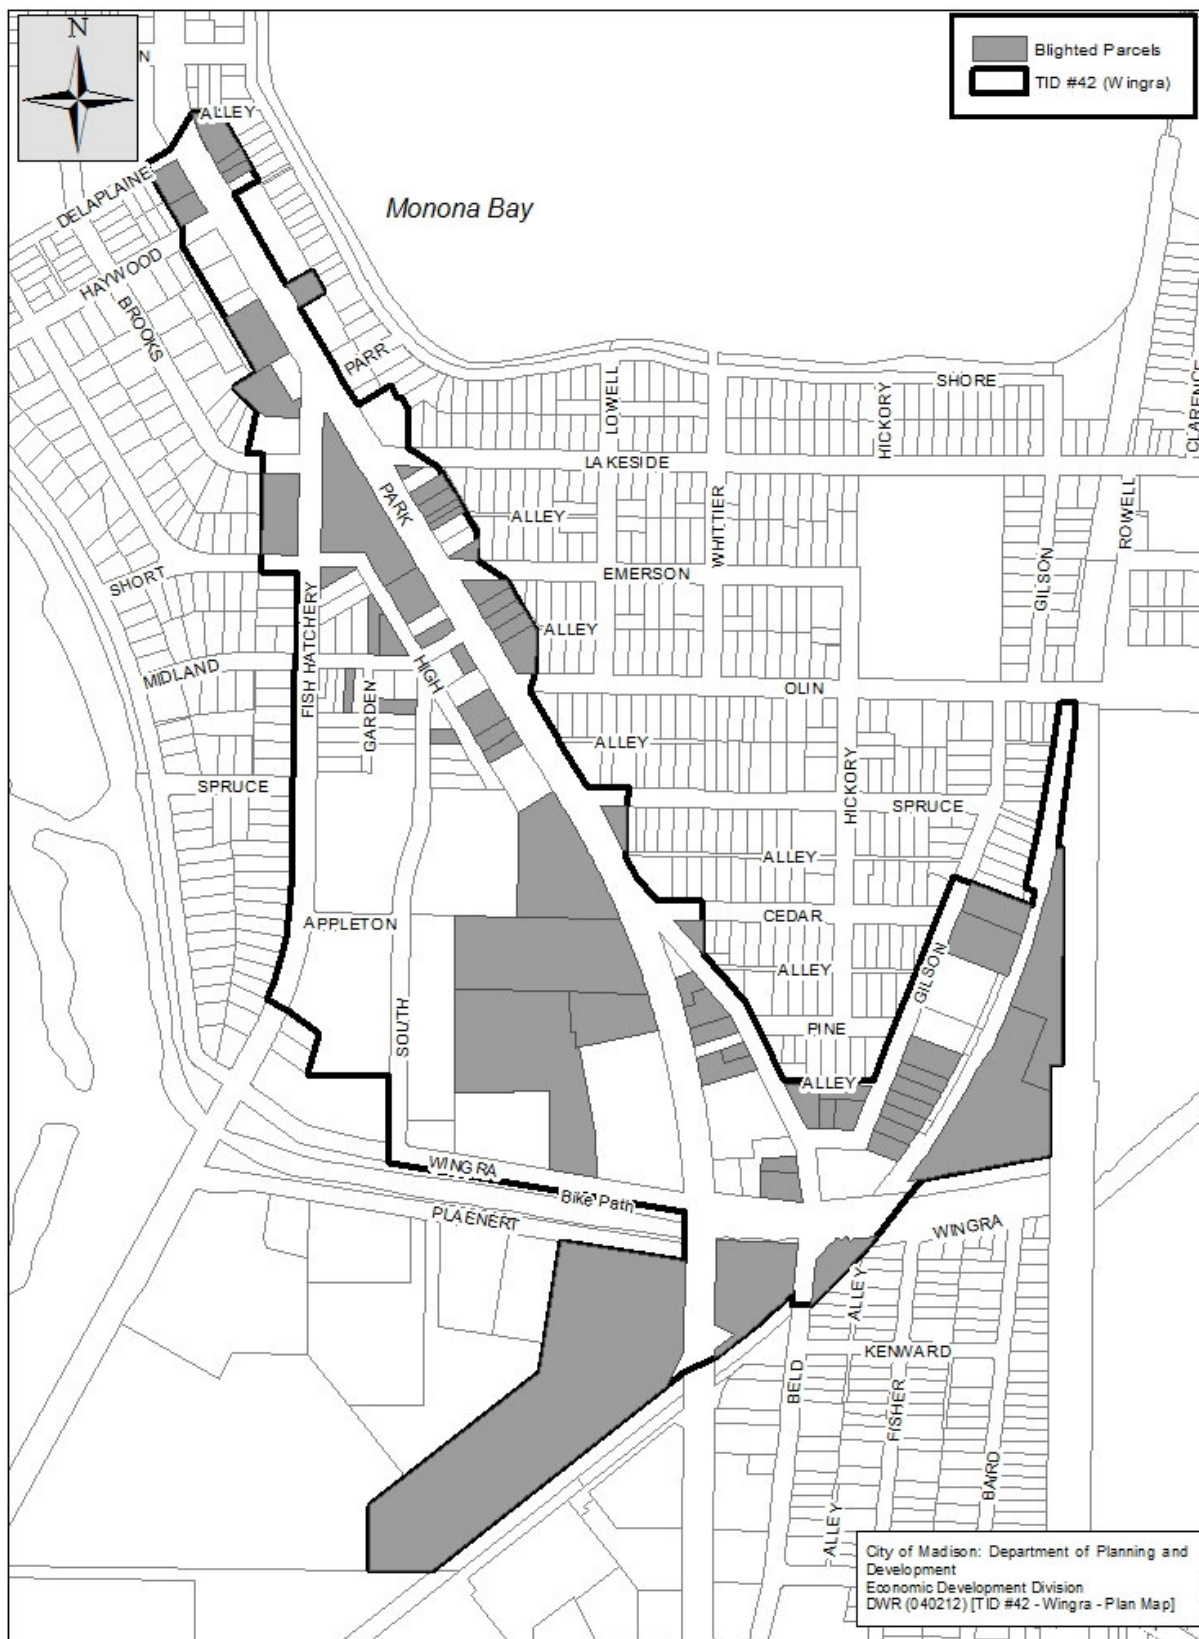 N
N
Blighted Parcels
TID #42 (Wingra)
ALLEY
DELAPLAINE
Monona Bay
HAYWOOD
BROOKS
PARR
SHORE
LOWELL
HICKORY
CLARENCE
LAKESIDE
PARK
WHITTIER
ROWELL
ALLEY
GILSON
EMERSON
SHORT
FISH HATCHERY
ALLEY
MIDLAND
HIGH
OLIN
GARDEN
ALLEY
SPRUCE
HICKORY
SPRUCE
ALLEY
APPLETON
CEDAR
GILSON
ALLEY
SOUTH
PINE
ALLEY
WINGRA
Bike Path
PLAENERT
WINGRA
ALLEY
KENWARD
BELD
FISHER
BAIRD
ALLEY
City of Madison: Department of Planning and
Development
Economic Development Division
DWR (040212) [TID #42 - Wingra - Plan Map]